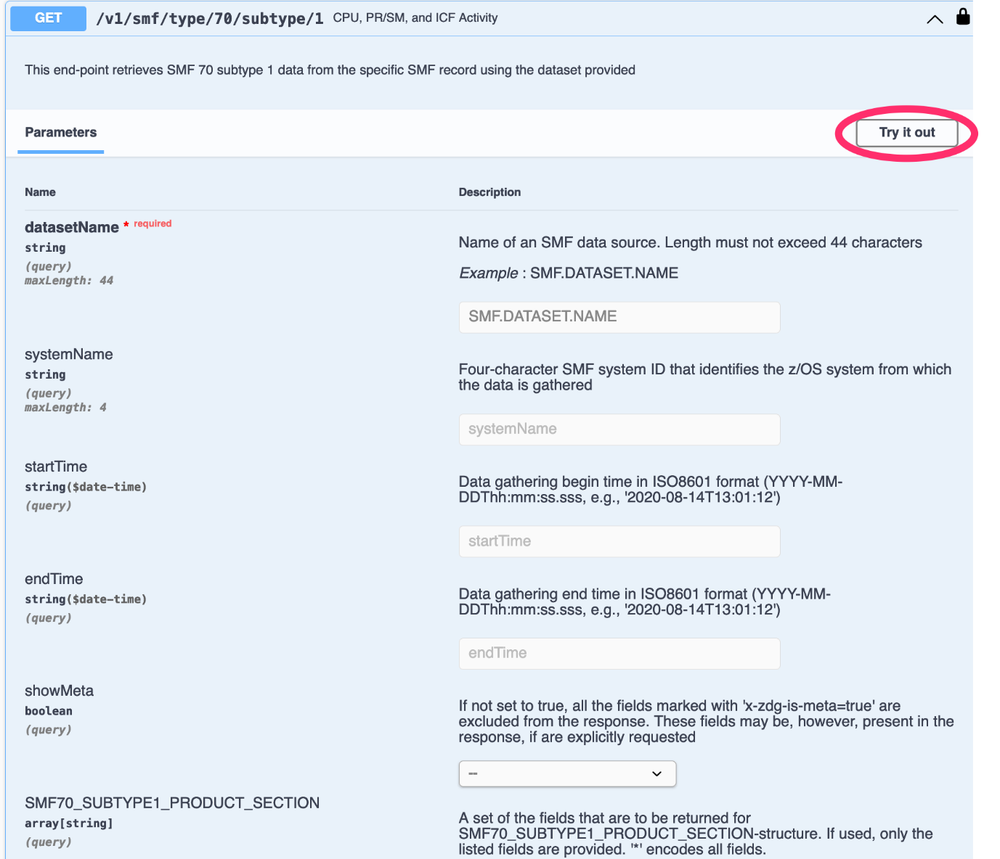 GET /v1/smf/type/70/subtype/1 CPU, PR/SM, and ICF Activity
This end-point retrieves SMF 70 subtype 1 data from the specific SMF record using the dataset provided
Parameters
Try it out
Name
Description
datasetName * required
string
(query)
maxLength: 44
Name of an SMF data source. Length must not exceed 44 characters
Example : SMF.DATASET.NAME
SMF.DATASET.NAME
systemName
string
(query)
maxLength: 4
Four-character SMF system ID that identifies the z/OS system from which
the data is gathered
systemName
startTime
string($date-time)
(query)
Data gathering begin time in ISO8601 format (YYYY-MM-
DDThh:mm:ss.sss, e.g., '2020-08-14T13:01:12')
startTime
endTime
string($date-time)
(query)
Data gathering end time in ISO8601 format (YYYY-MM-
DDThh:mm:ss.sss, e.g., '2020-08-14T13:01:12')
endTime
showMeta
boolean
(query)
If not set to true, all the fields marked with 'x-zdg-is-meta=true' are
excluded from the response. These fields may be, however, present in the
response, if are explicitly requested
--
SMF70_SUBTYPE1_PRODUCT_SECTION
array[string]
(query)
A set of the fields that are to be returned for
SMF70_SUBTYPE1_PRODUCT_SECTION-structure. If used, only the
listed fields are provided. '*' encodes all fields.